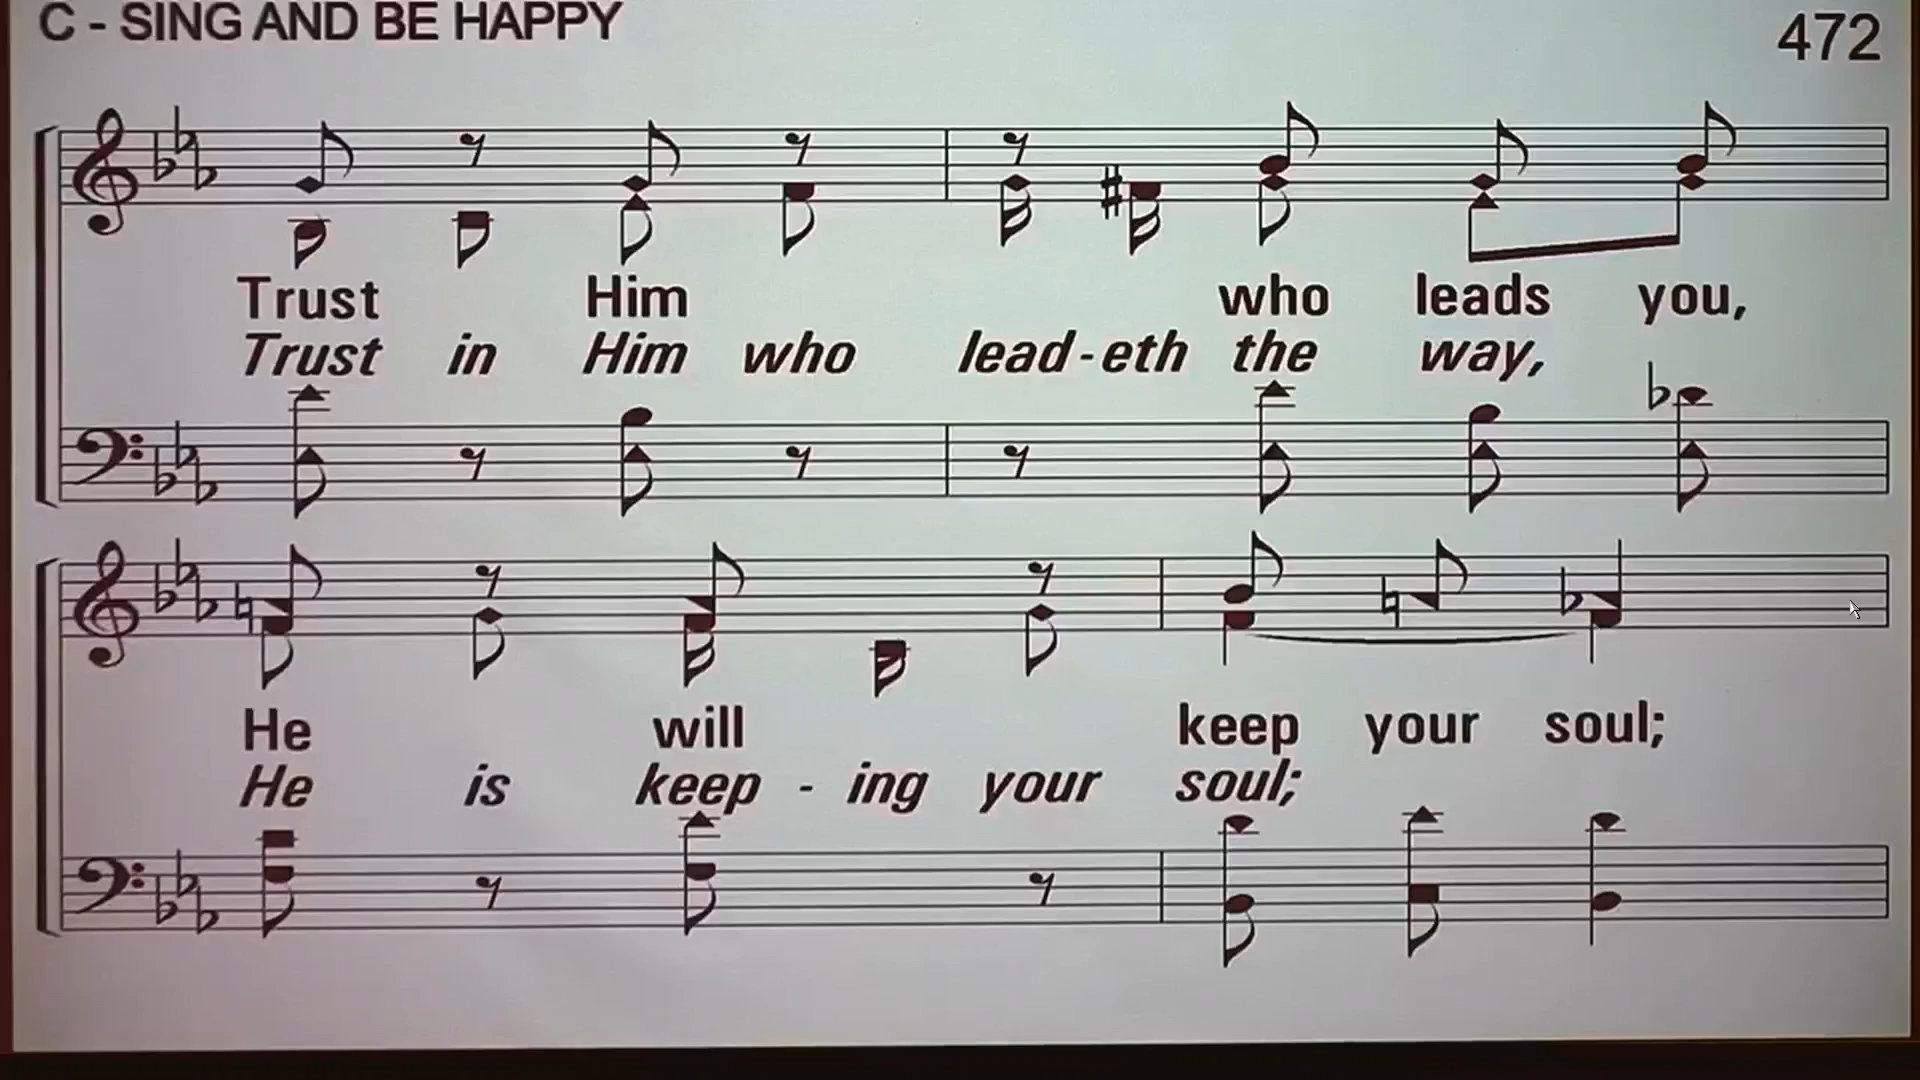 C - SING AND BE HAPPY
472
Trust Him who leads you,
Trust in Him who lead - eth the way,
He will keep your soul;
He is keep - ing your soul;